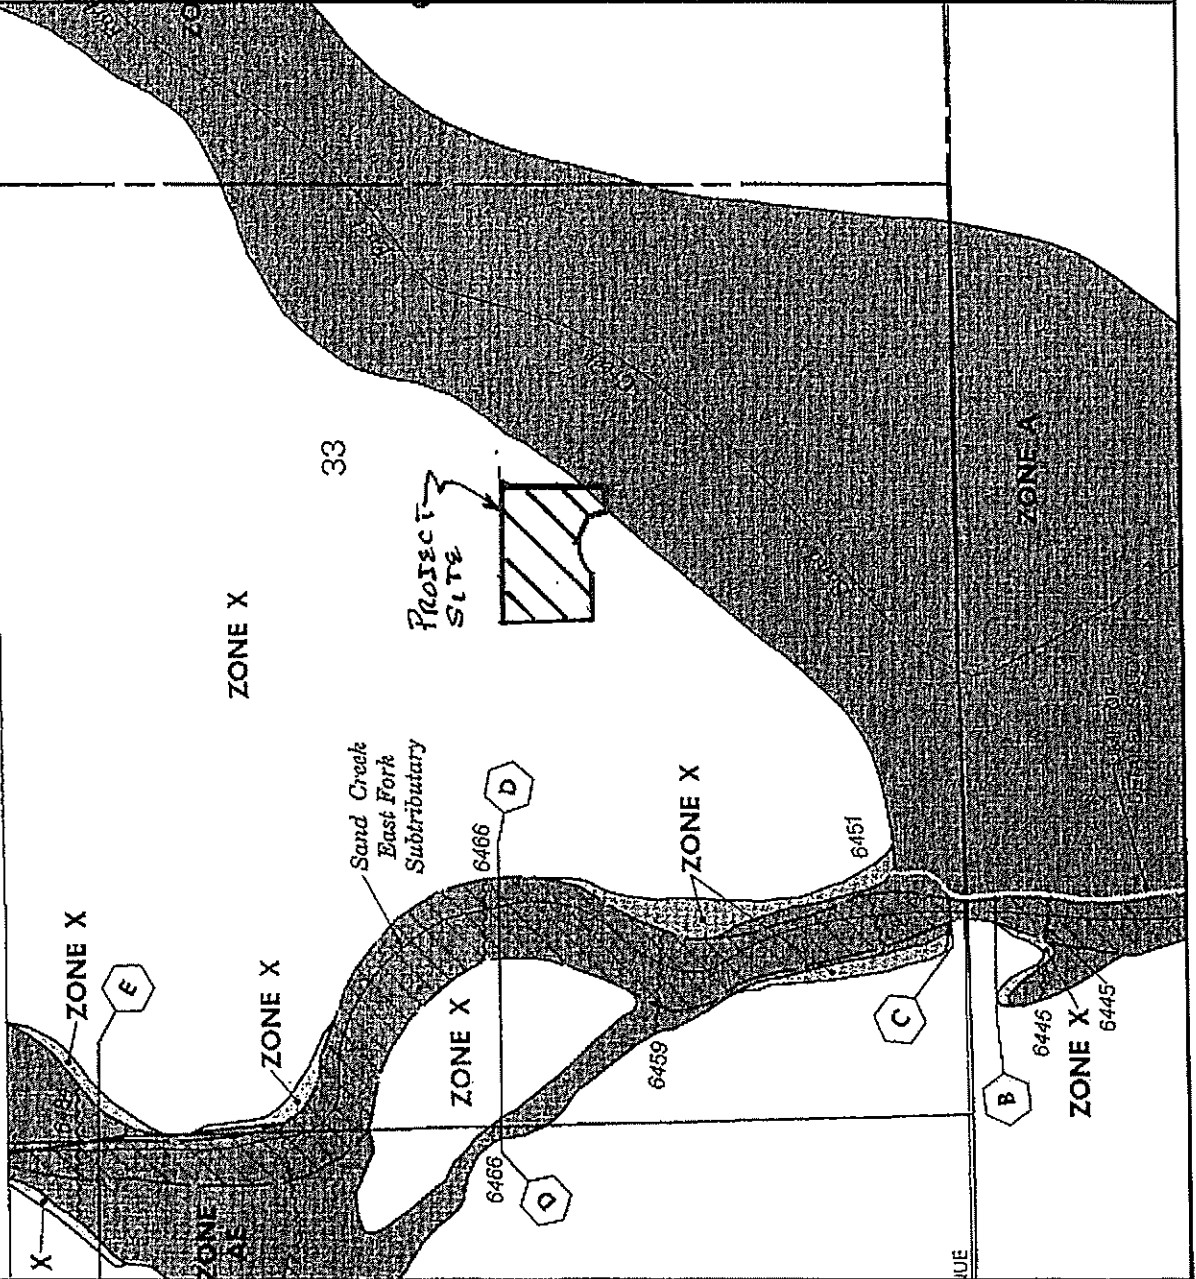 33
PROJECT
SITE
ZONE X
Sand Creek
East Fork
Subtributary
6466
D
ZONE X
6451
ZONE X
E
ZONE X
ZONE X
6459
C
6466
D
ZONE
AE
X
B
6445
6445
ZONE X
ZONE A